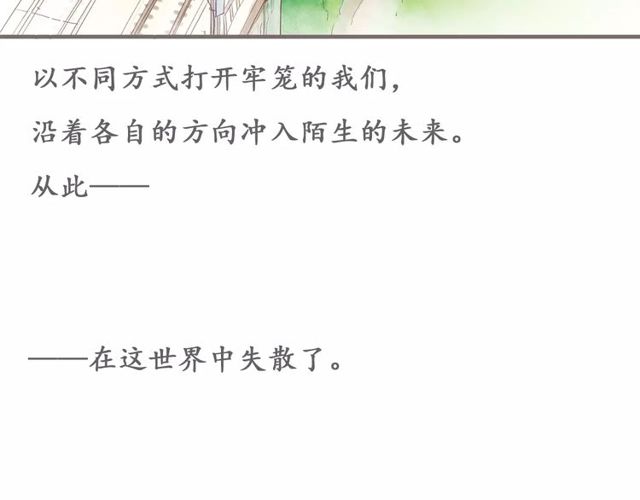 以不同方式打开牢笼的我们，
沿着各自的方向冲入陌生的未来。
从此——
——在这世界中失散了。